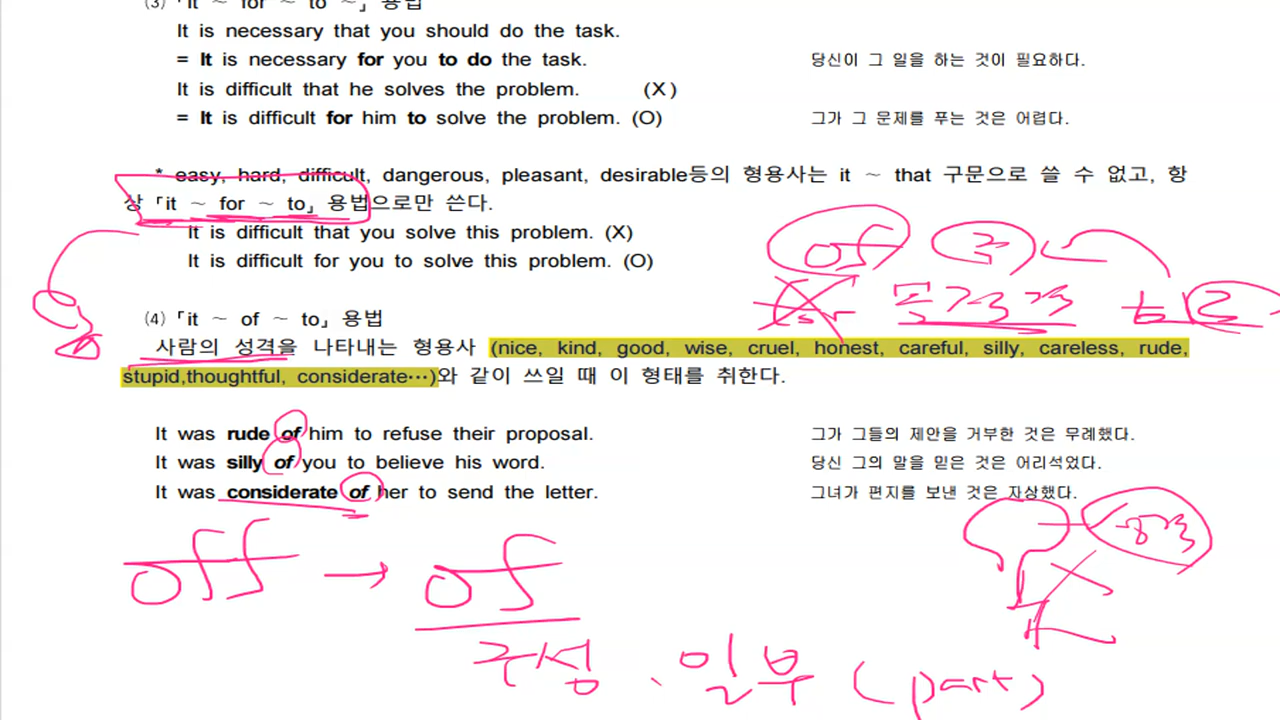 (3) 「it ~ for ~ to ~」 용법
It is necessary that you should do the task.
= It is necessary for you to do the task. 당신이 그 일을 하는 것이 필요하다.
It is difficult that he solves the problem. (X)
= It is difficult for him to solve the problem. (O) 그가 그 문제를 푸는 것은 어렵다.
* easy, hard, difficult, dangerous, pleasant, desirable등의 형용사는 it ~ that 구문으로 쓸 수 없고, 항
상 「it ~ for ~ to」 용법으로만 쓴다.
It is difficult that you solve this problem. (X)
It is difficult for you to solve this problem. (O)
of
(4) 「it ~ of ~ to」 용법
사람의 성격을 나타내는 형용사 (nice, kind, good, wise, cruel, honest, careful, silly, careless, rude,
stupid,thoughtful, considerate⋯)와 같이 쓰일 때 이 형태를 취한다.
It was rude of him to refuse their proposal. 그가 그들의 제안을 거부한 것은 무례했다.
It was silly of you to believe his word. 당신 그의 말을 믿은 것은 어리석었다.
It was considerate of her to send the letter. 그녀가 편지를 보낸 것은 자상했다.
off → of
구성, 일부 (part)